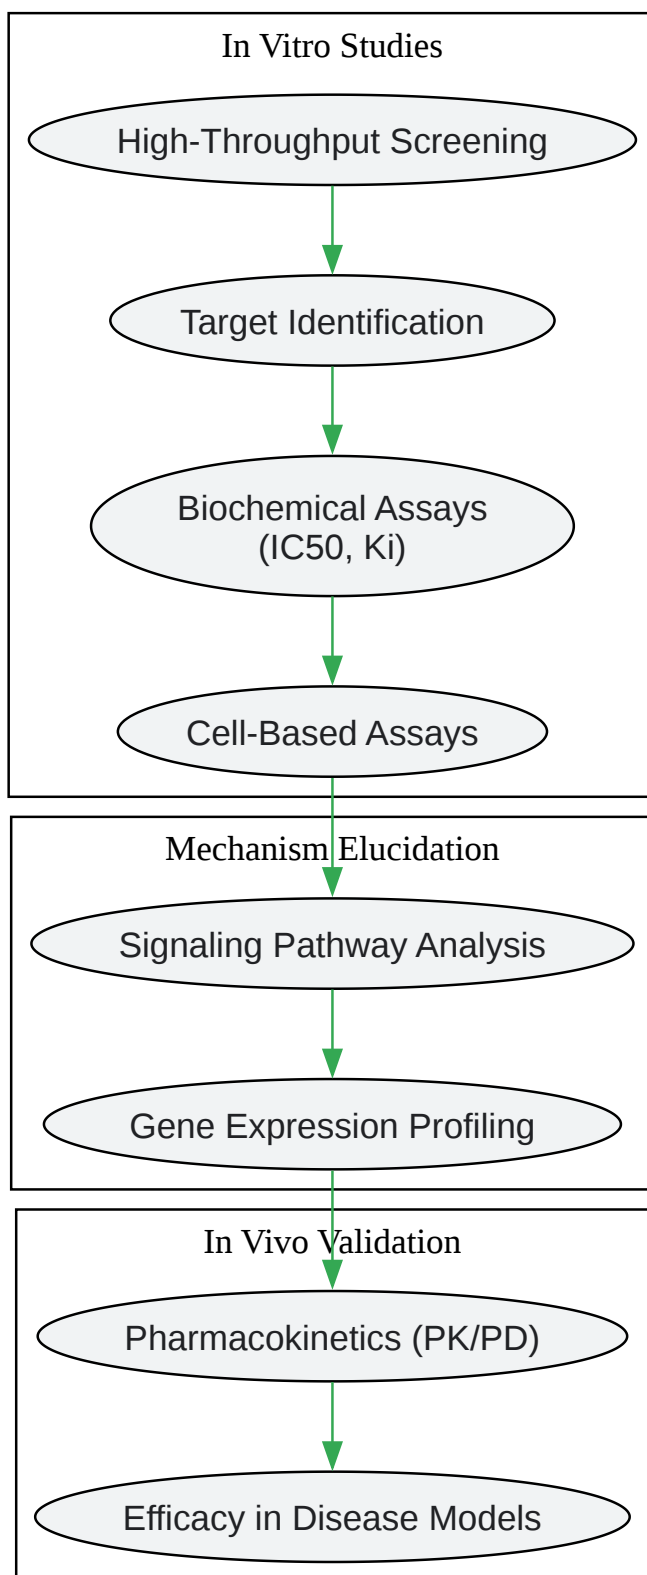 In Vitro Studies
High-Throughput Screening
Target Identification
Biochemical Assays
(IC50, Ki)
Cell-Based Assays
Mechanism Elucidation
Signaling Pathway Analysis
Gene Expression Profiling
In Vivo Validation
Pharmacokinetics (PK/PD)
Efficacy in Disease Models